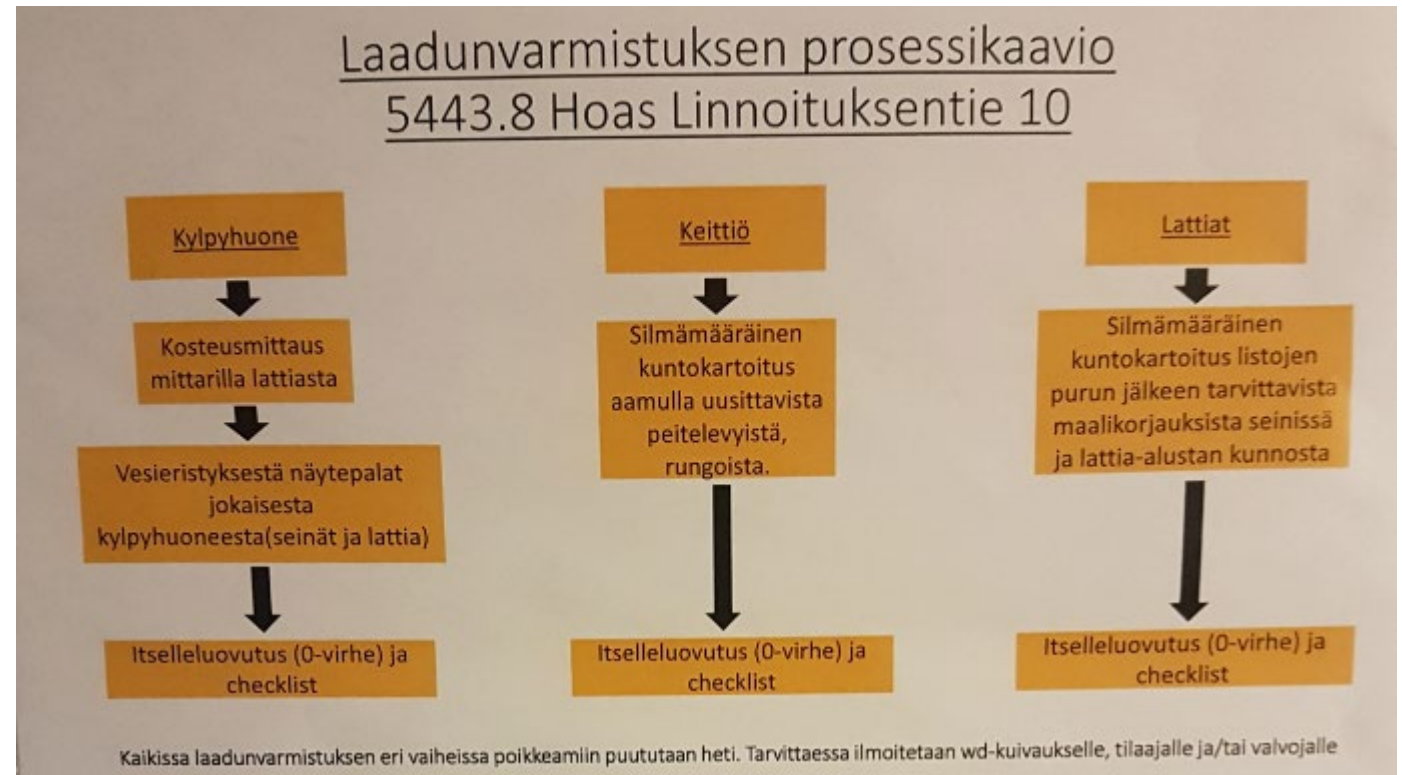 Laadunvarmistuksen prosessikaavio
5443.8 Hoas Linnoituksentie 10
Kylpyhuone
Kosteusmittaus
mittarilla lattiasta
Vesieristyksestä näytepalat
jokaisesta
kylpyhuoneesta(seinät ja lattia)
Itselleluovutus (0-virhe) ja
checklist
Keittiö
Silmämääräinen
kuntokartoitus
aamulla uusittavista
peitelevyistä,
rungoista.
Itselleluovutus (0-virhe) ja
checklist
Lattiat
Silmämääräinen
kuntokartoitus listojen
purun jälkeen tarvittavista
maalikorjauksista seinissä
ja lattia-alustan kunnosta
Itselleluovutus (0-virhe) ja
checklist
Kaikissa laadunvarmistuksen eri vaiheissa poikkeamiin puututaan heti. Tarvittaessa ilmoitetaan wd-kuivaukselle, tilaajalle ja/tai valvojalle